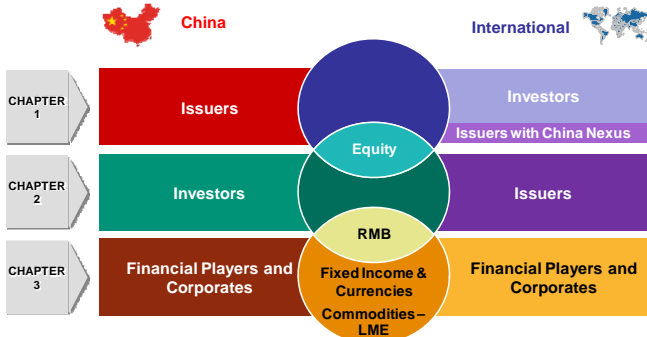 China
International
CHAPTER
1
Issuers
Investors
Issuers with China Nexus
Equity
CHAPTER
2
Investors
Issuers
RMB
CHAPTER
3
Financial Players and
Corporates
Fixed Income &
Currencies
Commodities–
LME
Financial Players and
Corporates